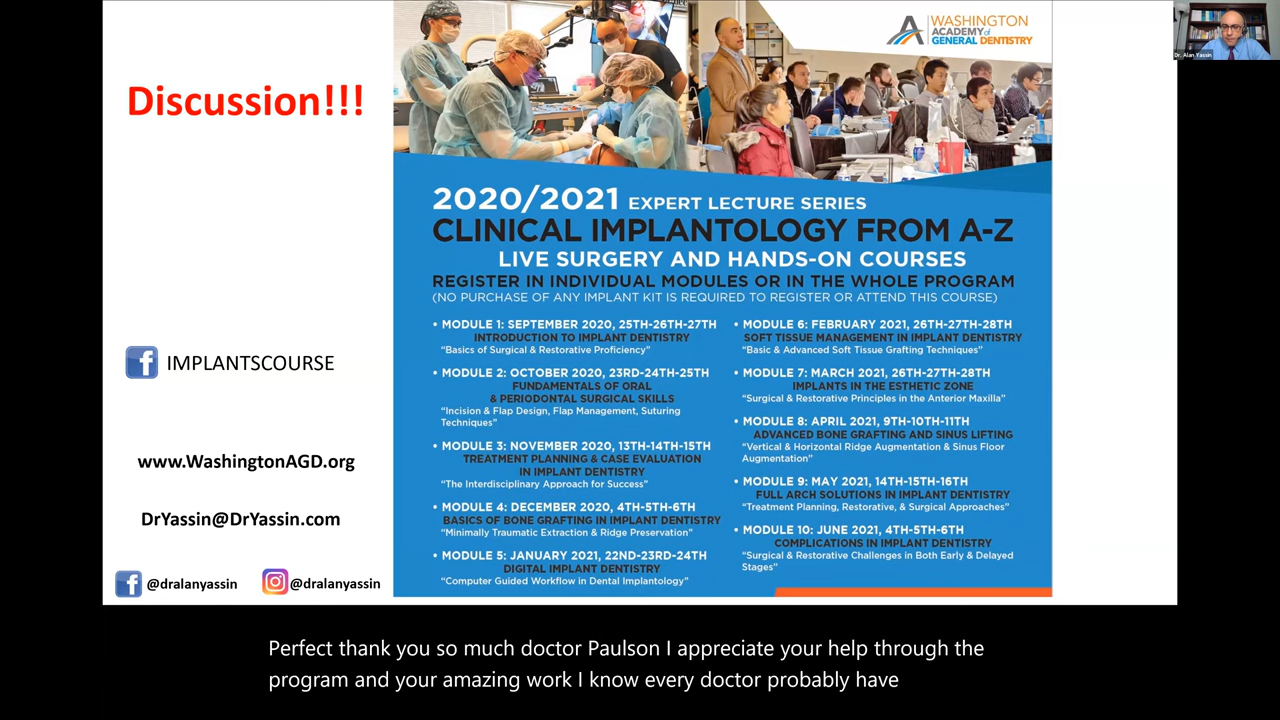 Discussion!!!
IMPLANTSCOURSE
www.WashingtonAGD.org
DrYassin@DrYassin.com
@dralanyassin
@dralanyassin
WASHINGTON
ACADEMY of
GENERAL DENTISTRY
2020/2021 EXPERT LECTURE SERIES
CLINICAL IMPLANTOLOGY FROM A-Z
LIVE SURGERY AND HANDS-ON COURSES
REGISTER IN INDIVIDUAL MODULES OR IN THE WHOLE PROGRAM
(NO PURCHASE OF ANY IMPLANT KIT IS REQUIRED TO REGISTER OR ATTEND THIS COURSE)
• MODULE 1: SEPTEMBER 2020, 25TH-26TH-27TH
INTRODUCTION TO IMPLANT DENTISTRY
"Basics of Surgical & Restorative Proficiency"
• MODULE 2: OCTOBER 2020, 23RD-24TH-25TH
FUNDAMENTALS OF ORAL
& PERIODONTAL SURGICAL SKILLS
"Incision & Flap Design, Flap Management, Suturing
Techniques"
• MODULE 3: NOVEMBER 2020, 13TH-14TH-15TH
TREATMENT PLANNING & CASE EVALUATION
IN IMPLANT DENTISTRY
"The Interdisciplinary Approach for Success"
• MODULE 4: DECEMBER 2020, 4TH-5TH-6TH
BASICS OF BONE GRAFTING IN IMPLANT DENTISTRY
"Minimally Traumatic Extraction & Ridge Preservation"
• MODULE 5: JANUARY 2021, 22ND-23RD-24TH
DIGITAL IMPLANT DENTISTRY
"Computer Guided Workflow in Dental Implantology"
• MODULE 6: FEBRUARY 2021, 26TH-27TH-28TH
SOFT TISSUE MANAGEMENT IN IMPLANT DENTISTRY
"Basic & Advanced Soft Tissue Grafting Techniques"
• MODULE 7: MARCH 2021, 26TH-27TH-28TH
IMPLANTS IN THE ESTHETIC ZONE
"Surgical & Restorative Principles in the Anterior Maxilla"
• MODULE 8: APRIL 2021, 9TH-10TH-11TH
ADVANCED BONE GRAFTING AND SINUS LIFTING
"Vertical & Horizontal Ridge Augmentation & Sinus Floor
Augmentation"
• MODULE 9: MAY 2021, 14TH-15TH-16TH
FULL ARCH SOLUTIONS IN IMPLANT DENTISTRY
"Treatment Planning, Restorative, & Surgical Approaches"
• MODULE 10: JUNE 2021, 4TH-5TH-6TH
COMPLICATIONS IN IMPLANT DENTISTRY
"Surgical & Restorative Challenges in Both Early & Delayed
Stages"
Dr. Alan Yassin
Perfect thank you so much doctor Paulson I appreciate your help through the
program and your amazing work I know every doctor probably have